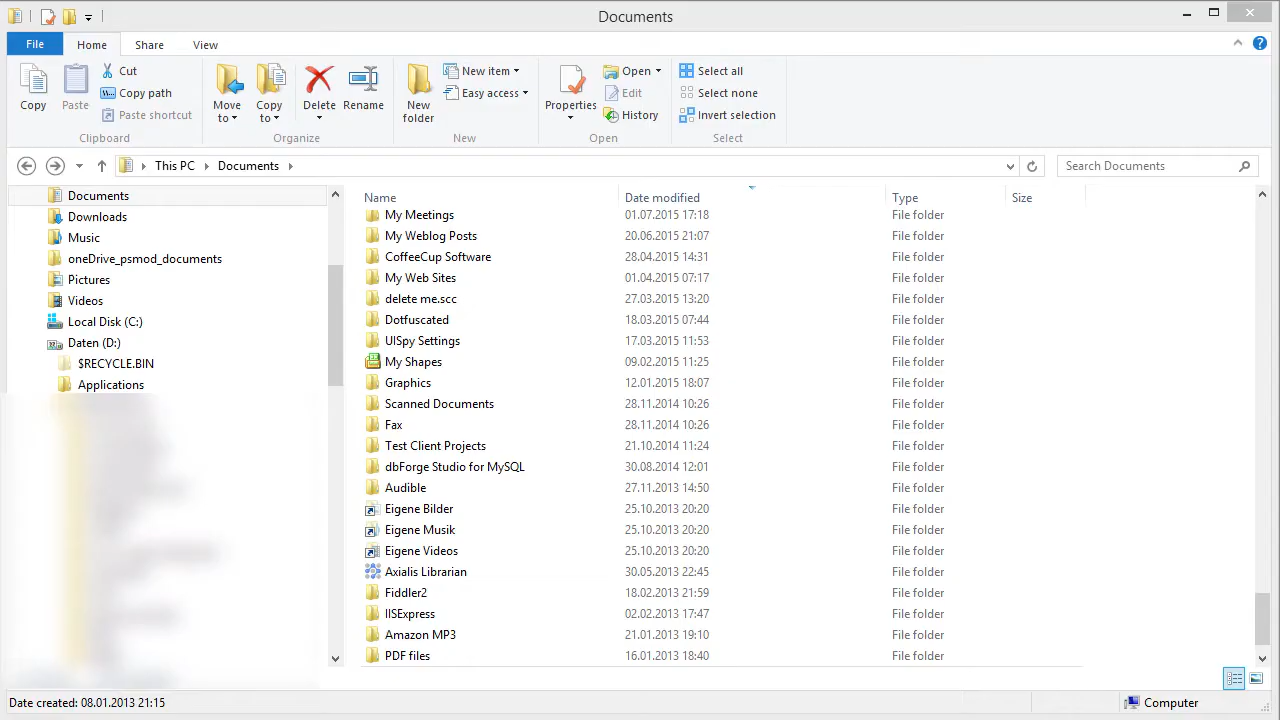 Documents
File Home Share View
Copy Paste Cut Copy path Paste shortcut Clipboard
Move to Copy to Delete Rename Organize
New folder New item Easy access New
Properties Open Edit History Open
Select all Select none Invert selection Select
This PC Documents Search Documents
Documents
Downloads
Music
oneDrive_psmod_documents
Pictures
Videos
Local Disk (C:)
Daten (D:)
$RECYCLE.BIN
Applications
Name Date modified Type Size
My Meetings 01.07.2015 17:18 File folder
My Weblog Posts 20.06.2015 21:07 File folder
CoffeeCup Software 28.04.2015 14:31 File folder
My Web Sites 01.04.2015 07:17 File folder
delete me.scc 27.03.2015 13:20 File folder
Dotfuscated 18.03.2015 07:44 File folder
UISpy Settings 17.03.2015 11:53 File folder
My Shapes 09.02.2015 11:25 File folder
Graphics 12.01.2015 18:07 File folder
Scanned Documents 28.11.2014 10:26 File folder
Fax 28.11.2014 10:26 File folder
Test Client Projects 21.10.2014 11:24 File folder
dbForge Studio for MySQL 30.08.2014 12:01 File folder
Audible 27.11.2013 14:50 File folder
Eigene Bilder 25.10.2013 20:20 File folder
Eigene Musik 25.10.2013 20:20 File folder
Eigene Videos 25.10.2013 20:20 File folder
Axialis Librarian 30.05.2013 22:45 File folder
Fiddler2 18.02.2013 21:59 File folder
IISExpress 02.02.2013 17:47 File folder
Amazon MP3 21.01.2013 19:10 File folder
PDF files 16.01.2013 18:40 File folder
Date created: 08.01.2013 21:15 Computer